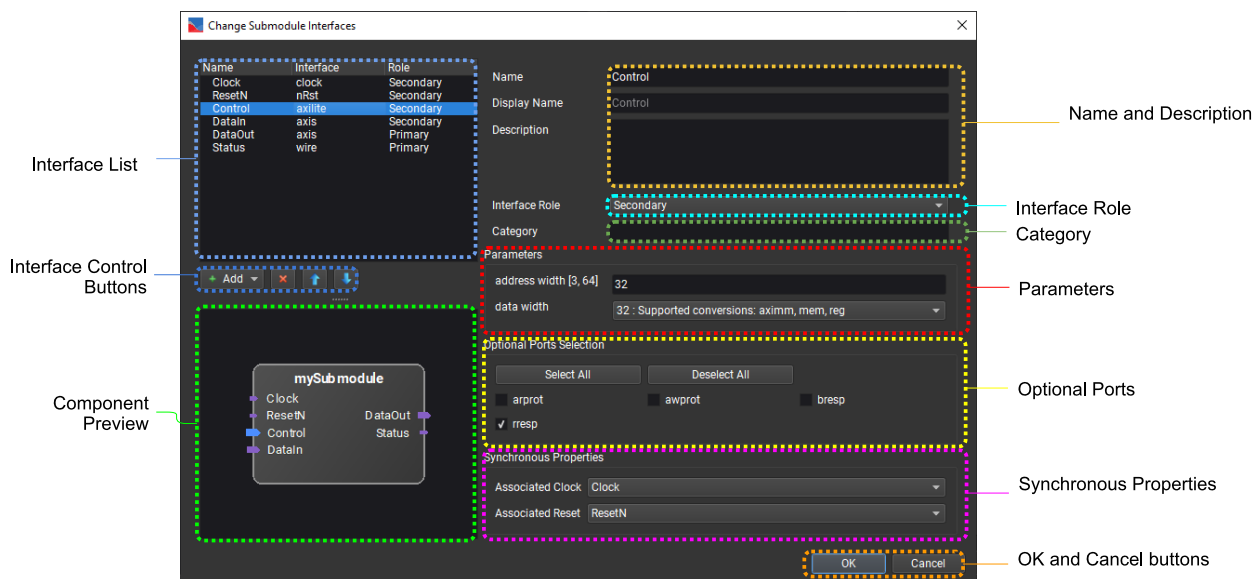 Change Submodule Interfaces
Name Interface Role
Clock clock Secondary
ResetN nRst Secondary
Control axilite Secondary
DataIn axis Secondary
DataOut axis Primary
Status wire Primary
Interface List
Interface Control
Buttons
Add
mySubmodule
Clock
ResetN DataOut
Control Status
DataIn
Component
Preview
Name Control
Display Name Control
Description
Name and Description
Interface Role Secondary
Interface Role
Category
Category
Parameters
address width [3, 64] 32
data width 32 : Supported conversions: aximm, mem, reg
Parameters
Optional Ports Selection
Select All Deselect All
arprot awprot bresp
rresp
Optional Ports
Synchronous Properties
Associated Clock Clock
Associated Reset ResetN
Synchronous Properties
OK Cancel
OK and Cancel buttons